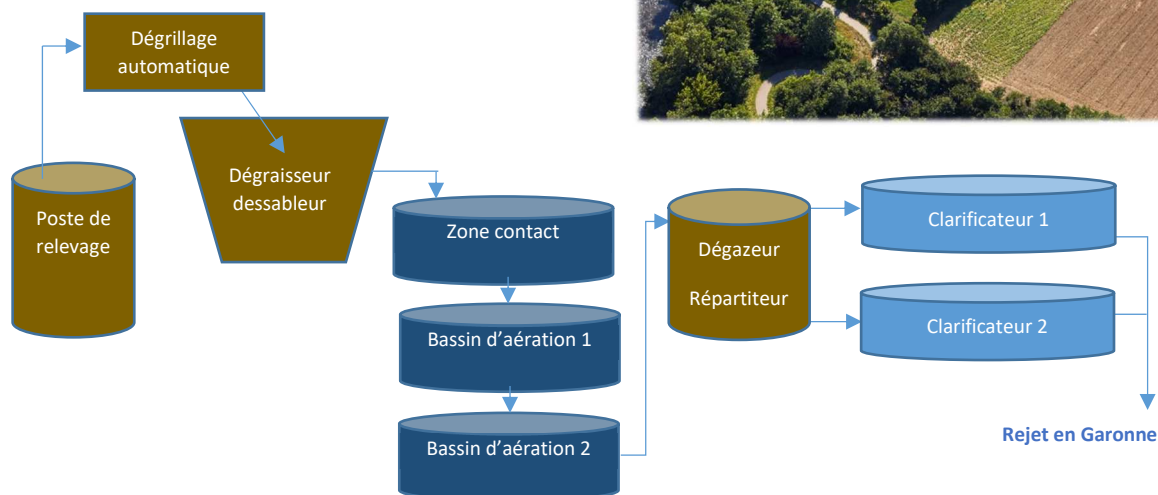 Dégrillage
automatique
Poste de
relevage
Dégraisseur
dessableur
Zone contact
Bassin d'aération 1
Bassin d'aération 2
Dégazeur
Répartiteur
Clarificateur 1
Clarificateur 2
Rejet en Garonne